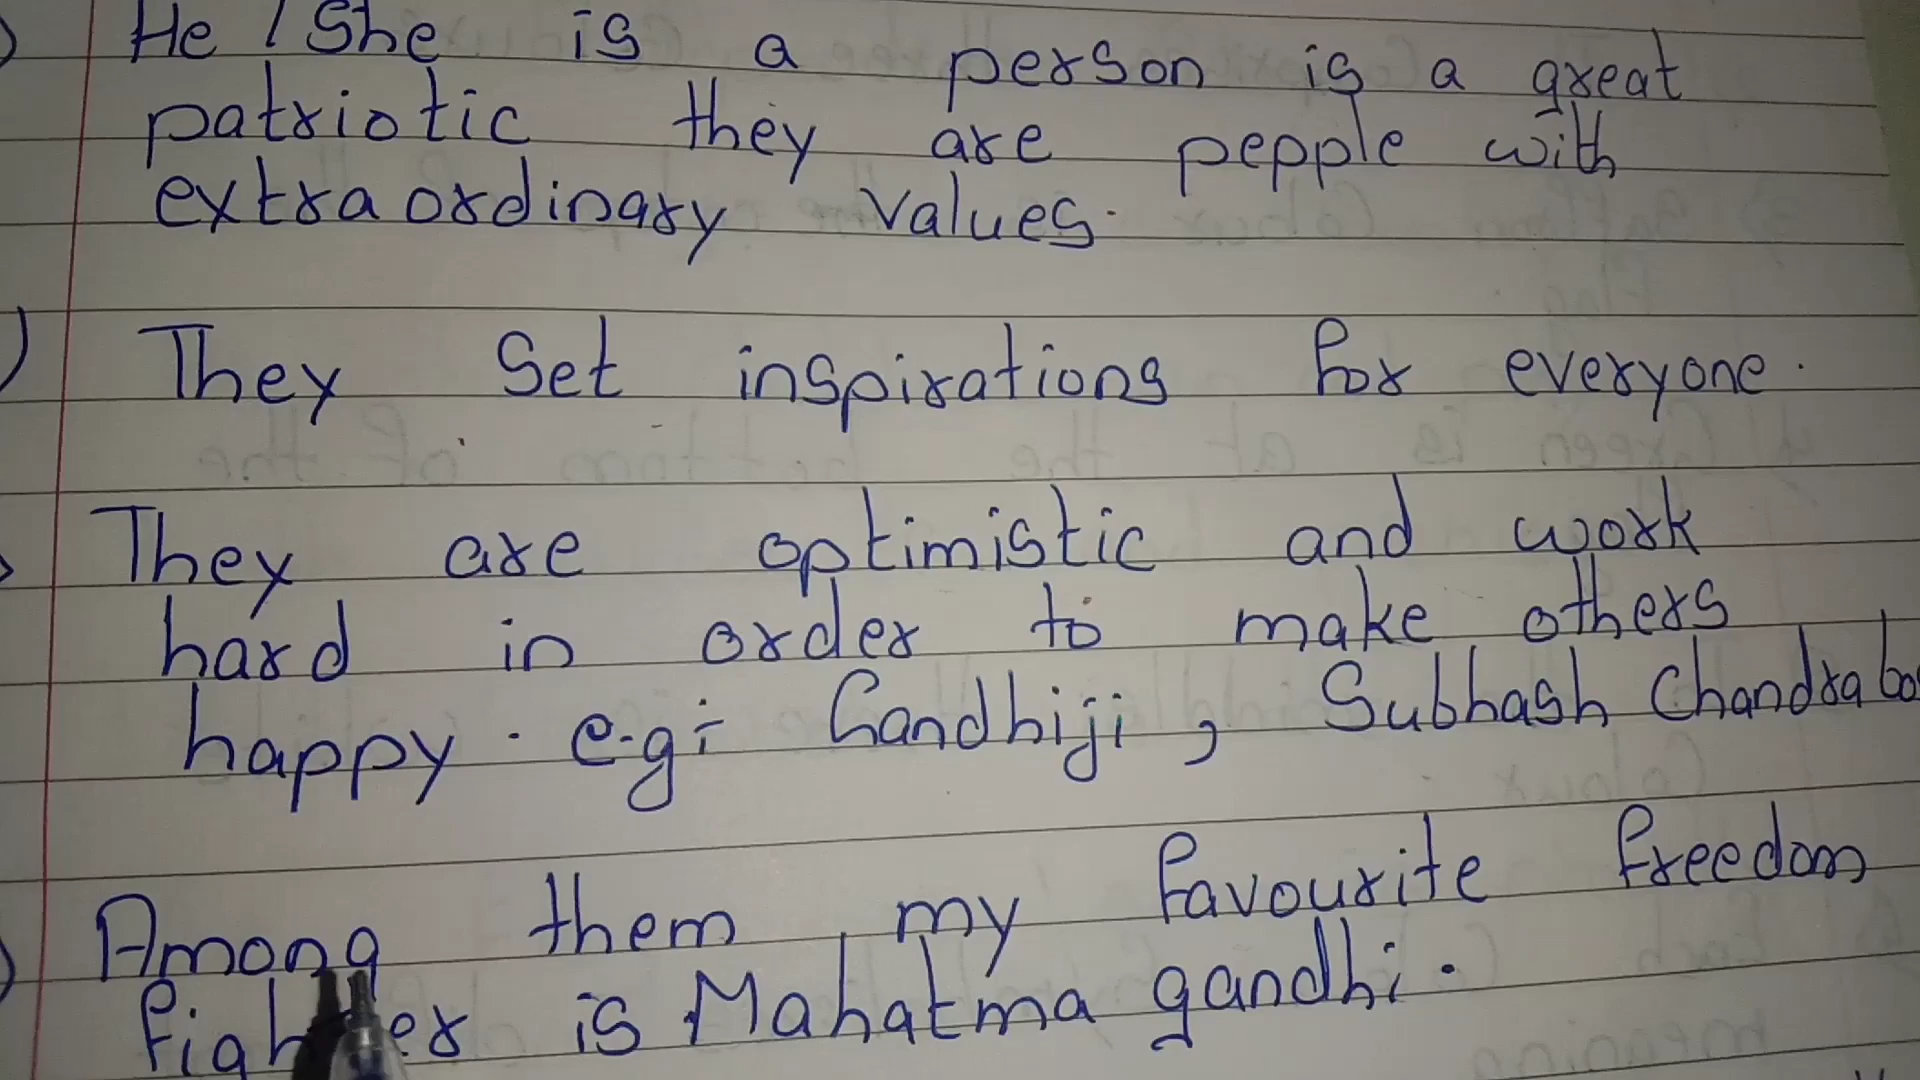 He / She is a person is a great
patriotic they are pepple with
extra ordinary values.
They set inspirations for everyone.
They are optimistic and work
hard in order to make others
happy. e.g:- Gandhiji, Subhash Chandra
Among them my favourite freedom
is Mahatma gandhi.